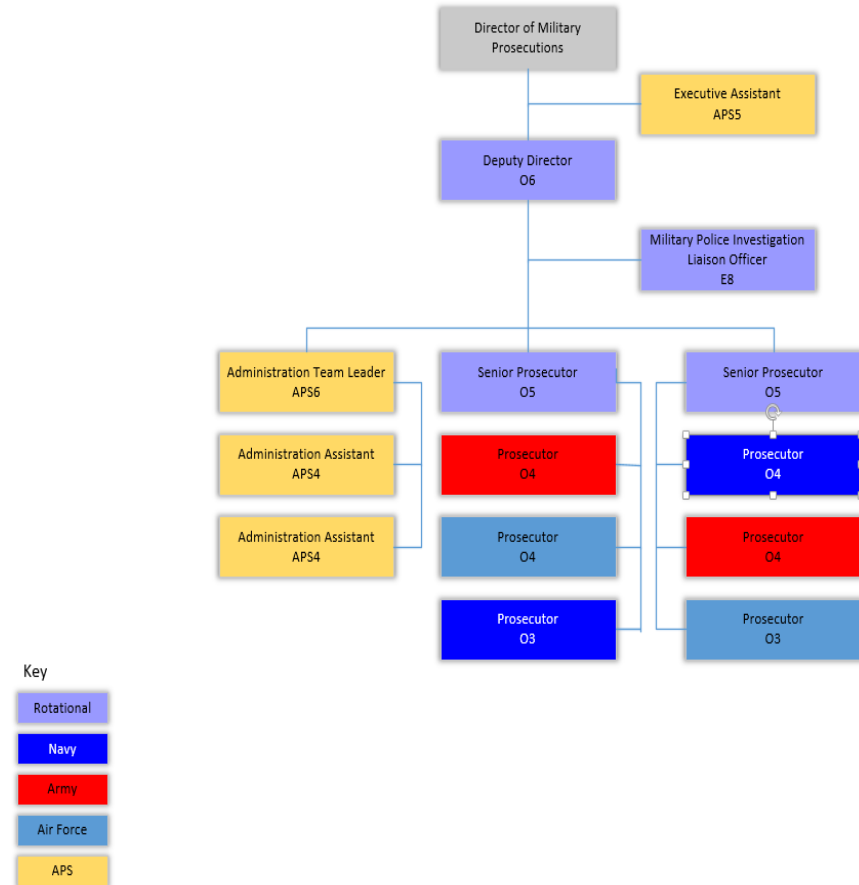 Director of Military
Prosecutions
Executive Assistant
APS5
Deputy Director
O6
Military Police Investigation
Liaison Officer
E8
Administration Team Leader
APS6
Senior Prosecutor
O5
Senior Prosecutor
O5
Administration Assistant
APS4
Prosecutor
O4
Prosecutor
O4
Administration Assistant
APS4
Prosecutor
O4
Prosecutor
O4
Prosecutor
O3
Prosecutor
O3
Key
Rotational
Navy
Army
Air Force
APS